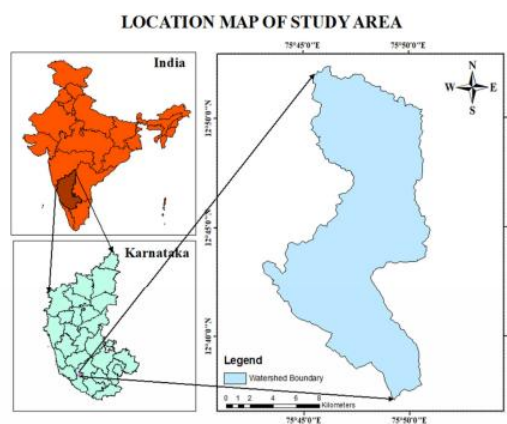 LOCATION MAP OF STUDY AREA
India
Karnataka
75°45'0"E 75°50'0"E
N
W E
S
12°50'0"N
12°45'0"N
12°40'0"N
Legend
Watershed Boundary
0 1 2 4 6 8
Kilometers
75°45'0"E 75°50'0"E